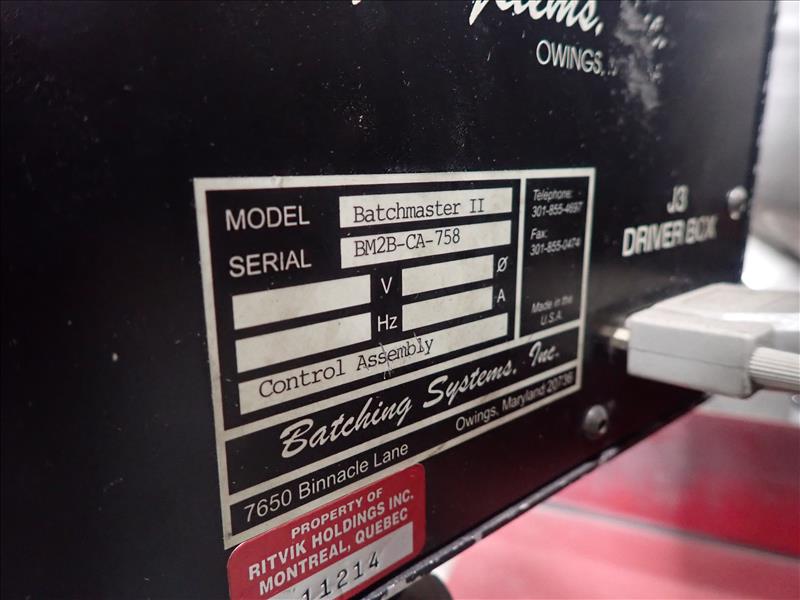 Systems,
OWINGS,
MODEL Batchmaster II
SERIAL BM2B-CA-758
V Ø
Hz A
Control Assembly
Telephone:
301-855-4697
Fax:
301-855-0474
Made in the
U.S.A.
Batching Systems, Inc.
7650 Binnacle Lane Owings, Maryland 20736
J3
DRIVER BOX
PROPERTY OF
RITVIK HOLDINGS INC.
MONTREAL, QUEBEC
11214